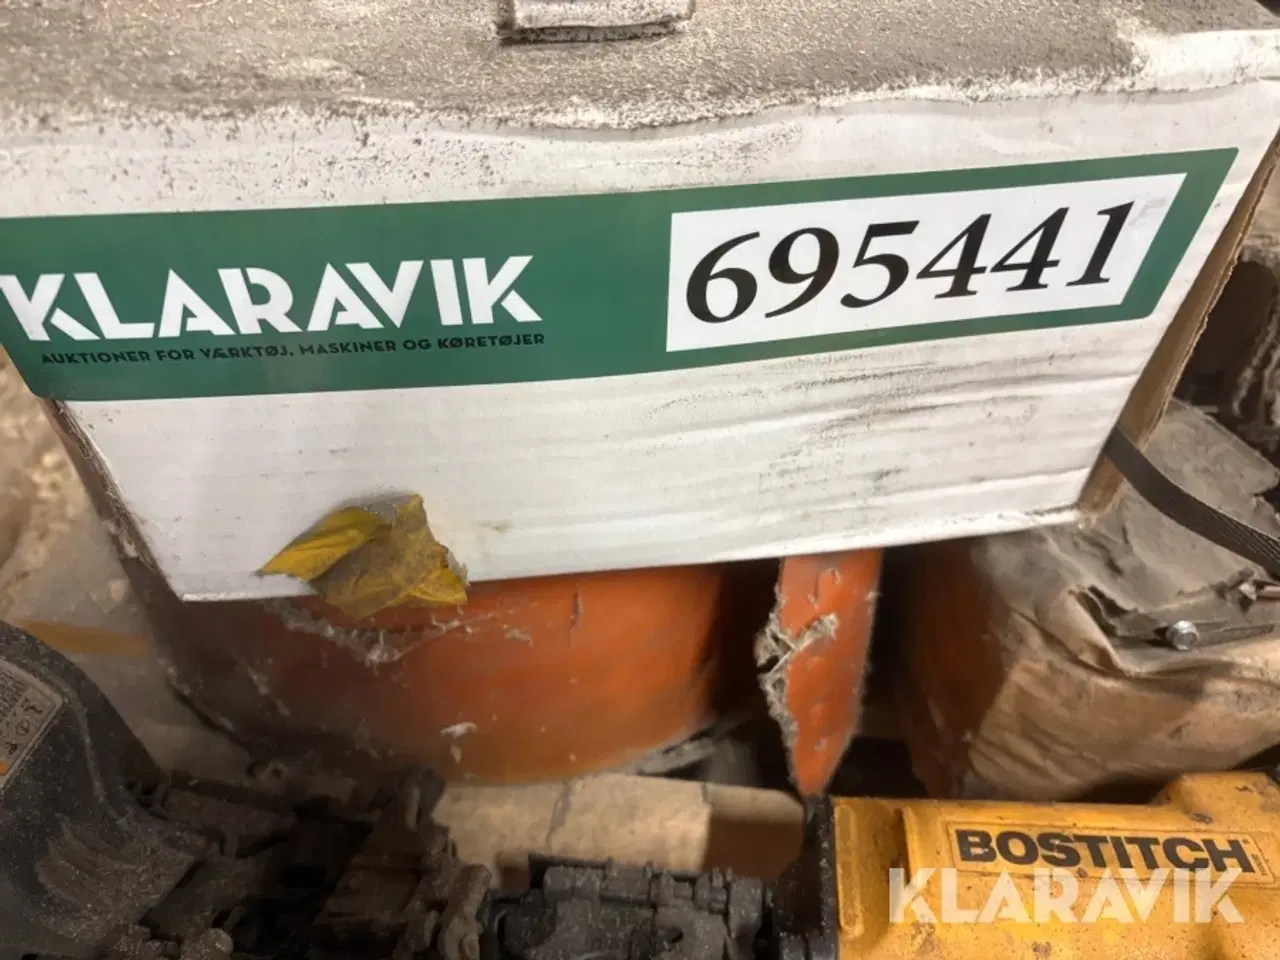 KLARAVIK
AUKTIONER FOR VÆRKTØJ, MASKINER OG KØRETØJER
695441
BOSTITCH
KLARAVIK